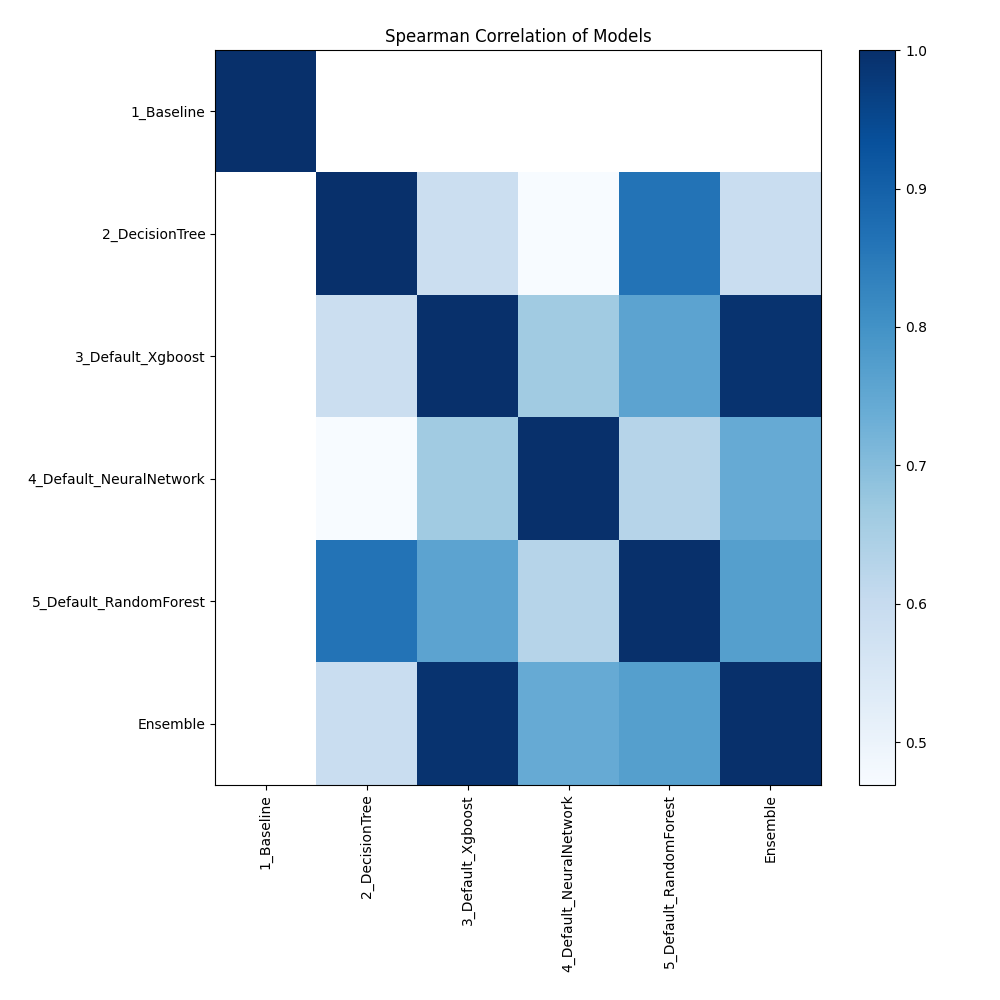 Spearman Correlation of Models
1_Baseline
2_DecisionTree
3_Default_Xgboost
4_Default_NeuralNetwork
5_Default_RandomForest
Ensemble
1_Baseline
2_DecisionTree
3_Default_Xgboost
4_Default_NeuralNetwork
5_Default_RandomForest
Ensemble
1.0
0.9
0.8
0.7
0.6
0.5